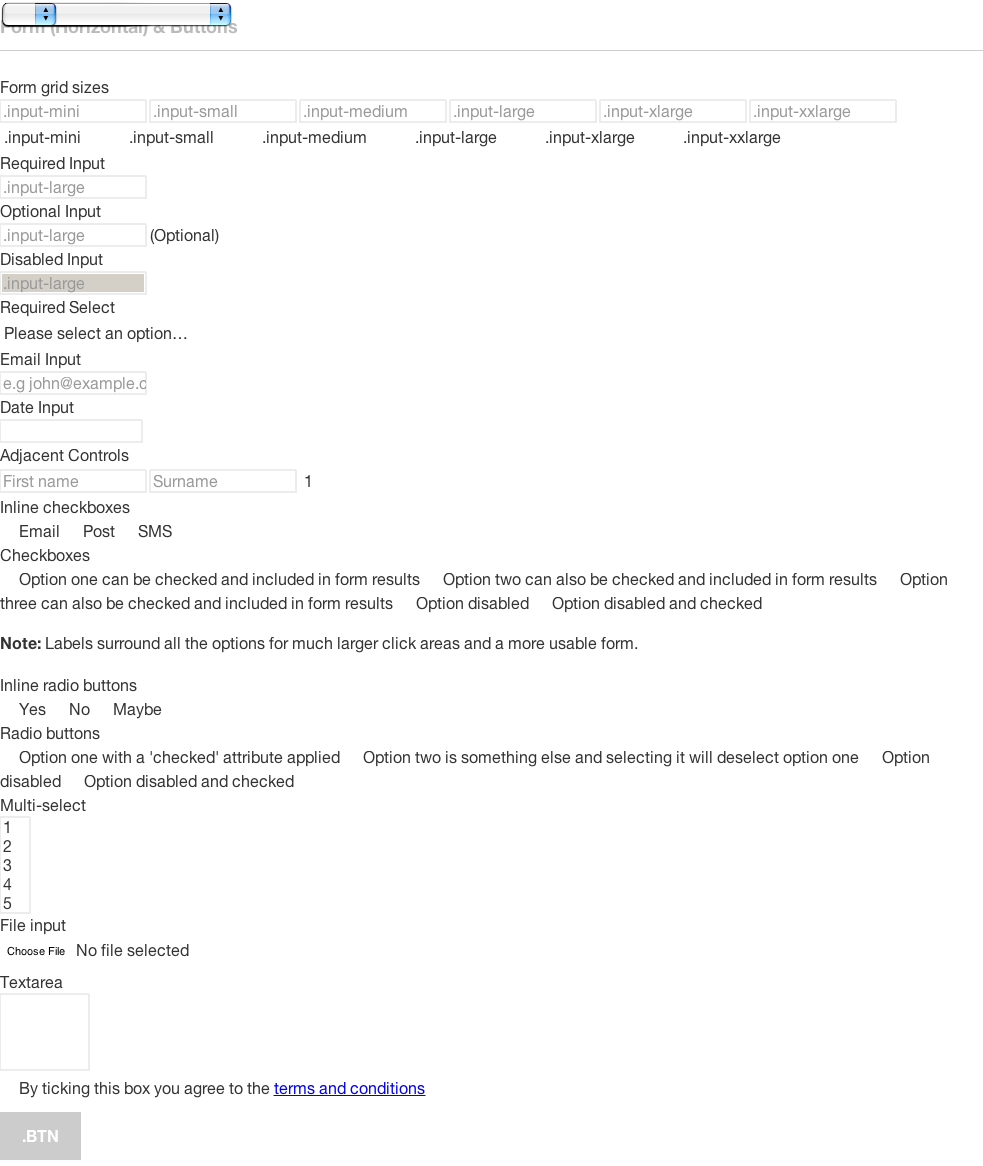 Form (Horizontal) & Buttons
Form grid sizes
.input-mini .input-small .input-medium .input-large .input-xlarge .input-xxlarge
.input-mini .input-small .input-medium .input-large .input-xlarge .input-xxlarge
Required Input
.input-large
Optional Input
.input-large (Optional)
Disabled Input
.input-large
Required Select
Please select an option…
Email Input
e.g john@example.c
Date Input
Adjacent Controls
First name Surname 1
Inline checkboxes
Email Post SMS
Checkboxes
Option one can be checked and included in form results Option two can also be checked and included in form results Option
three can also be checked and included in form results Option disabled Option disabled and checked
Note: Labels surround all the options for much larger click areas and a more usable form.
Inline radio buttons
Yes No Maybe
Radio buttons
Option one with a 'checked' attribute applied Option two is something else and selecting it will deselect option one Option
disabled Option disabled and checked
Multi-select
1
2
3
4
5
File input
Choose File No file selected
Textarea
By ticking this box you agree to the terms and conditions
.BTN